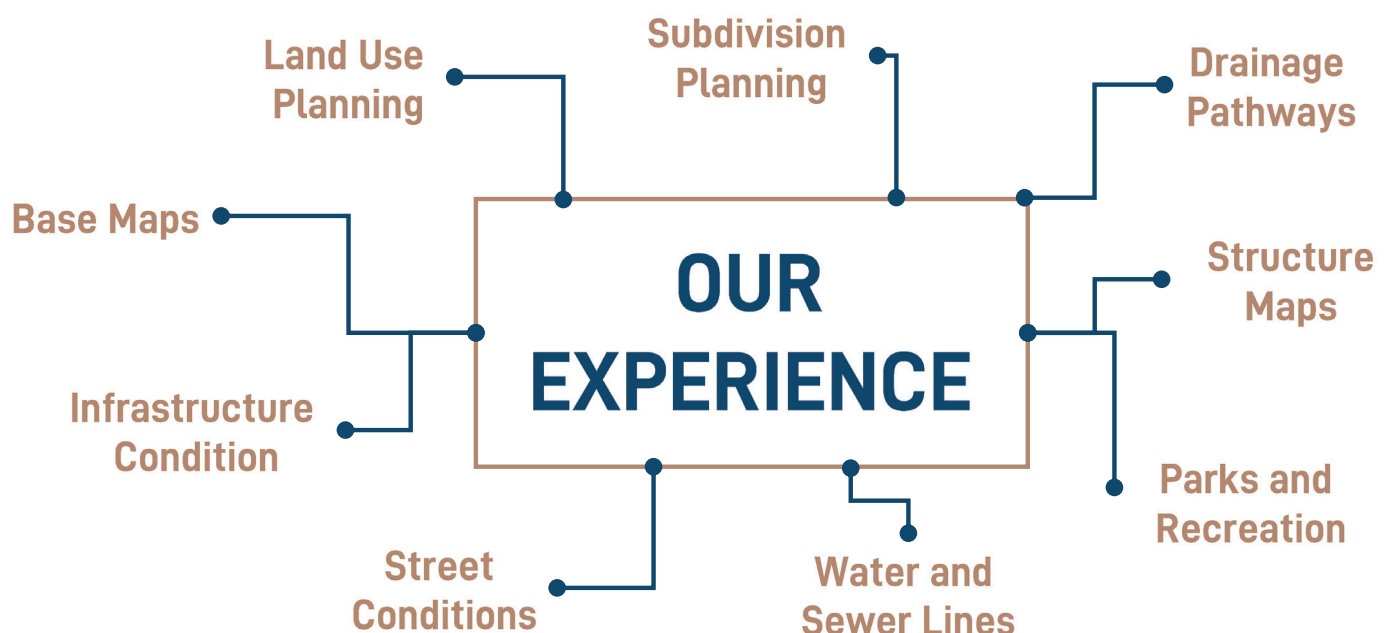 Land Use
Planning
Subdivision
Planning
Drainage
Pathways
Base Maps
OUR
EXPERIENCE
Structure
Maps
Infrastructure
Condition
Parks and
Recreation
Street
Conditions
Water and
Sewer Lines